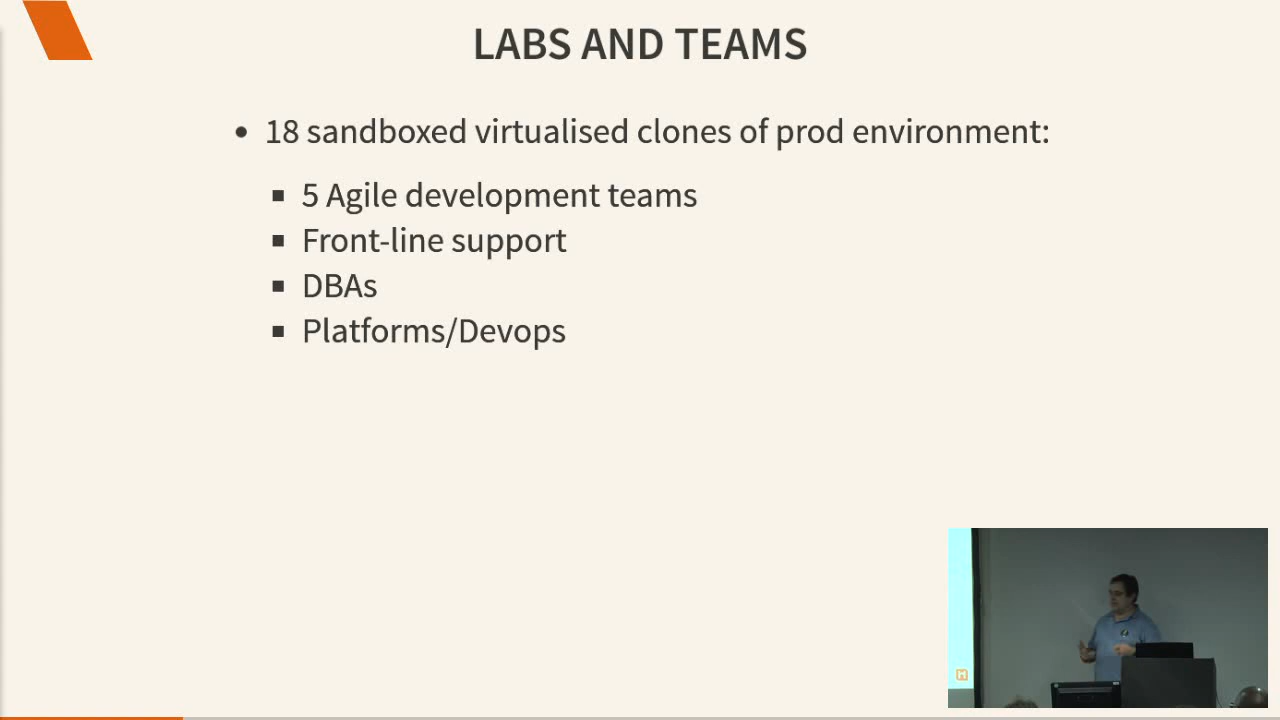 LABS AND TEAMS
18 sandboxed virtualised clones of prod environment:
5 Agile development teams
Front-line support
DBAs
Platforms/Devops